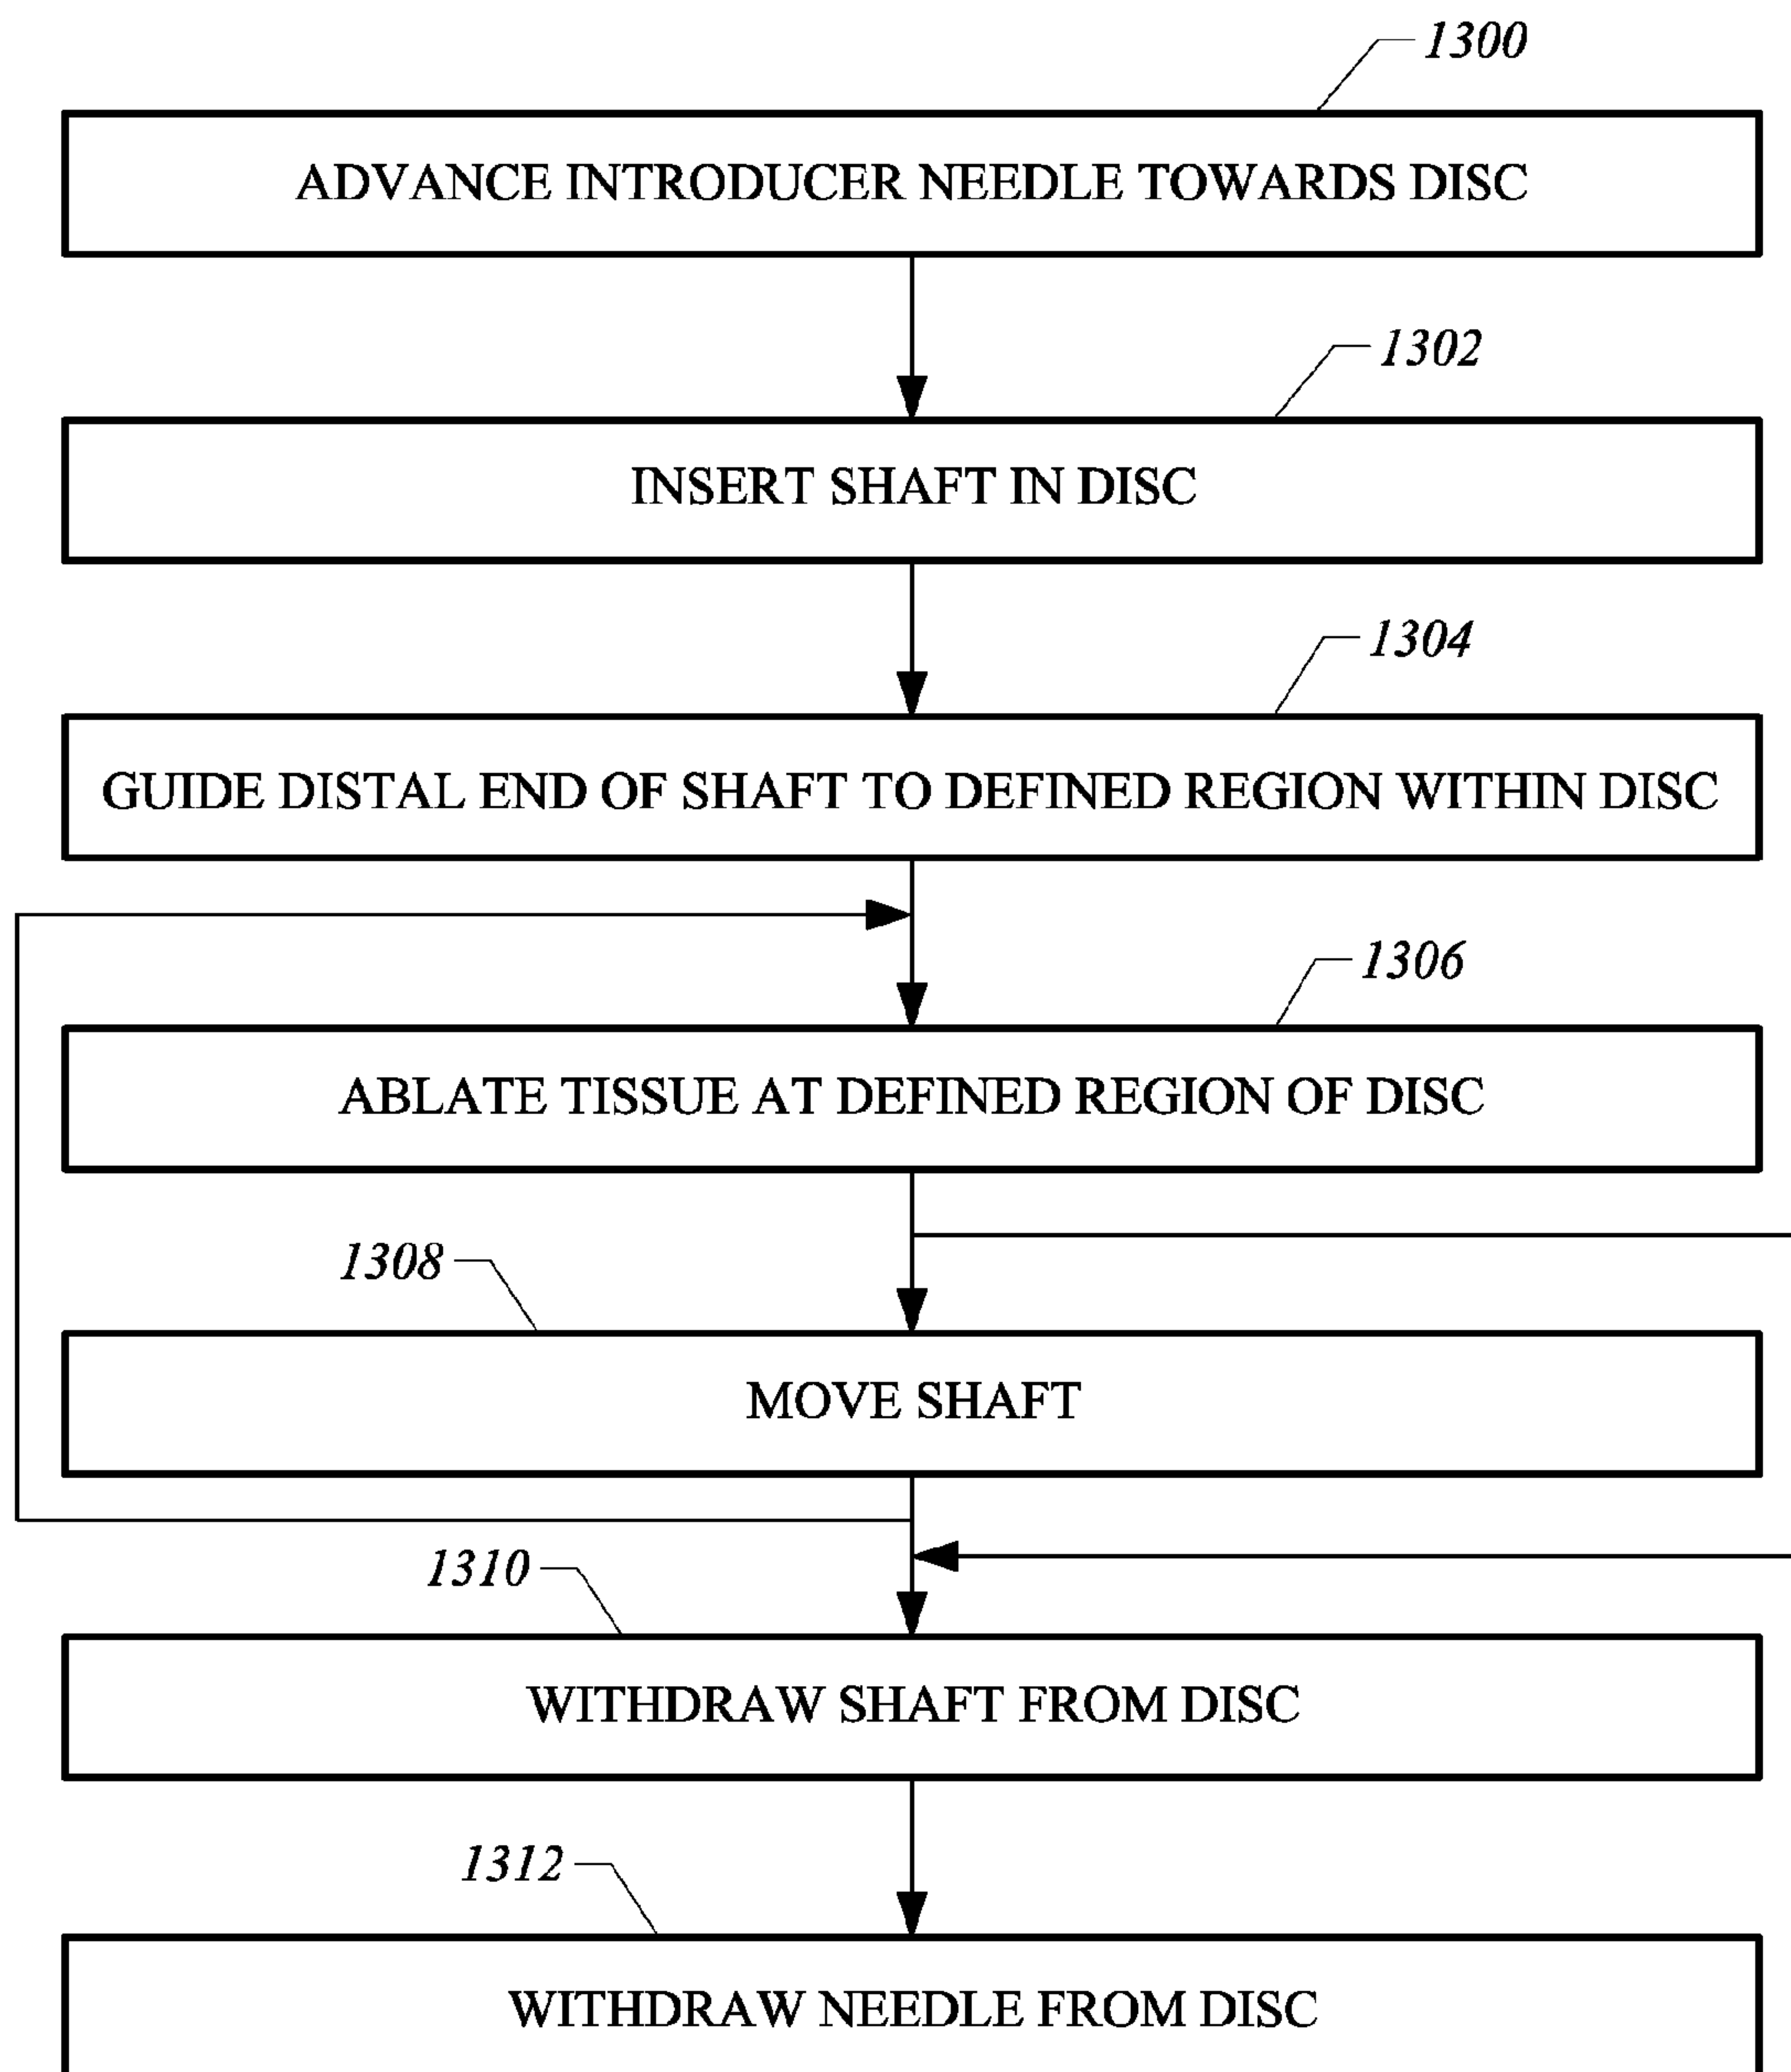 1300
ADVANCE INTRODUCER NEEDLE TOWARDS DISC
1302
INSERT SHAFT IN DISC
1304
GUIDE DISTAL END OF SHAFT TO DEFINED REGION WITHIN DISC
1306
ABLATE TISSUE AT DEFINED REGION OF DISC
1308
MOVE SHAFT
1310
WITHDRAW SHAFT FROM DISC
1312
WITHDRAW NEEDLE FROM DISC